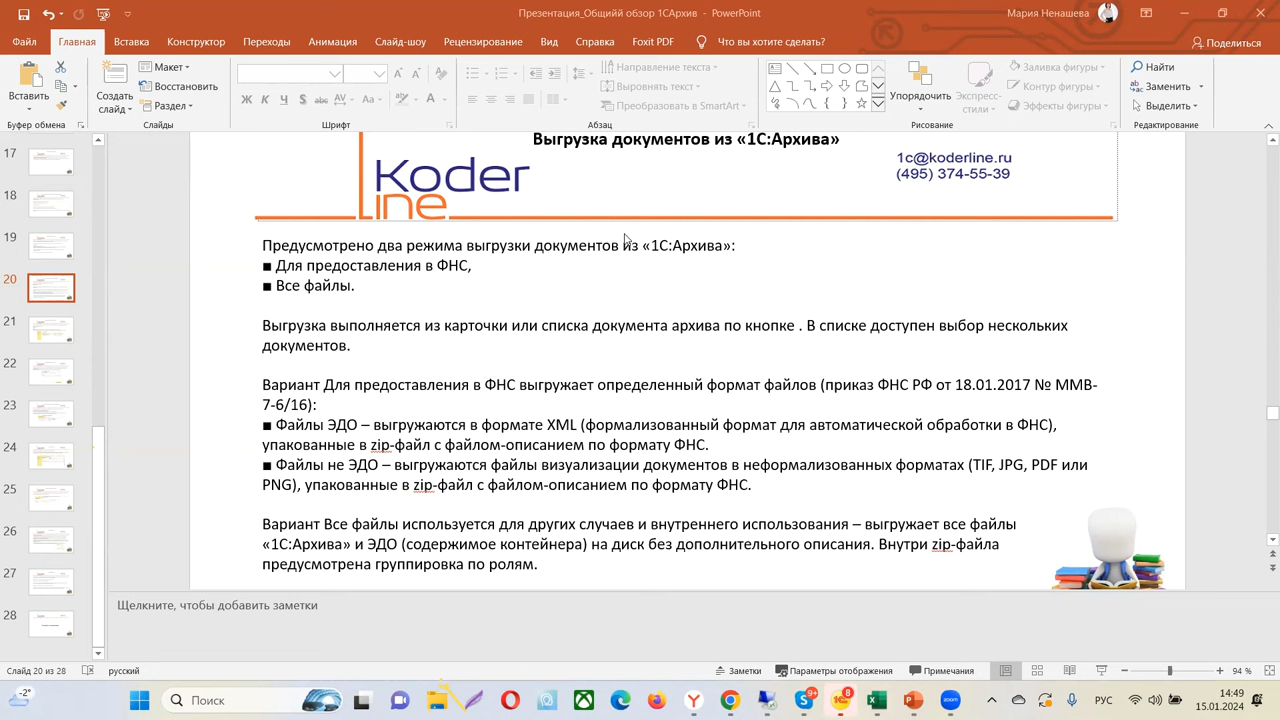 Презентация_Общий обзор 1САрхив - PowerPoint
Мария Ненашева
Файл Главная Вставка Конструктор Переходы Анимация Слайд-шоу Рецензирование Вид Справка Foxit PDF Что вы хотите сделать? Поделиться
Вставить
Создать слайд
Макет
Восстановить
Раздел
Ж К Ч S abc AV Aa А
Направление текста
Выровнять текст
Преобразовать в SmartArt
Упорядочить
Экспресс-стили
Заливка фигуры
Контур фигуры
Эффекты фигуры
Найти
Заменить
Выделить
Буфер обмена Слайды Шрифт Абзац Рисование Редактирование
17
18
20
21
22
23
24
25
26
27
28
Выгрузка документов из «1С:Архива»
Koder
line
1c@koderline.ru
(495) 374-55-39
Предусмотрено два режима выгрузки документов из «1С:Архива»:
■ Для предоставления в ФНС,
■ Все файлы.
Выгрузка выполняется из карточки или списка документа архива по кнопке . В списке доступен выбор нескольких
документов.
Вариант Для предоставления в ФНС выгружает определенный формат файлов (приказ ФНС РФ от 18.01.2017 № ММВ-
7-6/16):
■ Файлы ЭДО – выгружаются в формате XML (формализованный формат для автоматической обработки в ФНС),
упакованные в zip-файл с файлом-описанием по формату ФНС.
■ Файлы не ЭДО – выгружаются файлы визуализации документов в неформализованных форматах (TIF, JPG, PDF или
PNG), упакованные в zip-файл с файлом-описанием по формату ФНС.
Вариант Все файлы используется для других случаев и внутреннего использования – выгружает все файлы
«1С:Архива» и ЭДО (содержимое контейнера) на диск без дополнительного описания. Внутри zip-файла
предусмотрена группировка по ролям.
Щелкните, чтобы добавить заметки
Слайд 20 из 28 русский Заметки Параметры отображения Примечания 94 %
Поиск
9+
8
zoom
РУС
14:49
15.01.2024